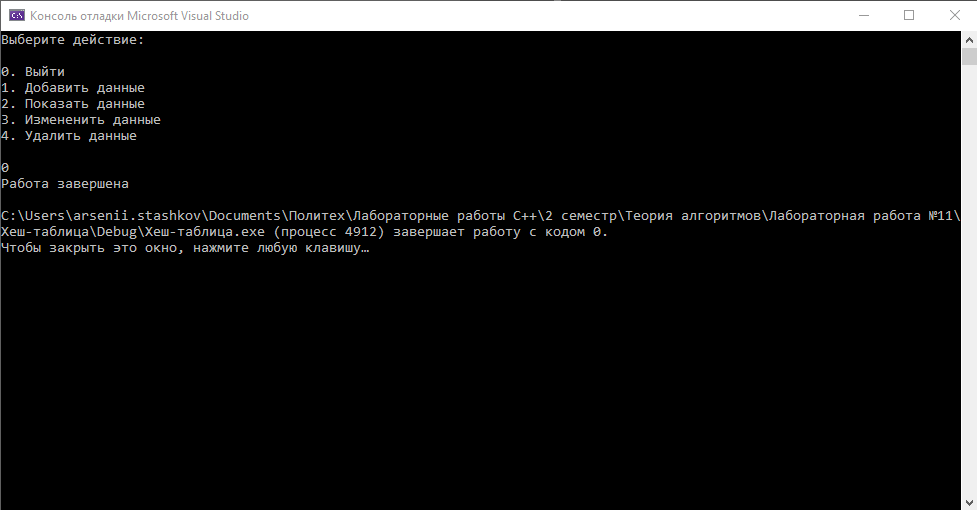 Консоль отладки Microsoft Visual Studio
Выберите действие:
0. Выйти
1. Добавить данные
2. Показать данные
3. Измененить данные
4. Удалить данные
0
Работа завершена
C:\Users\arsenii.stashkov\Documents\Политех\Лабораторные работы C++\2 семестр\Теория алгоритмов\Лабораторная работа №11\
Хеш-таблица\Debug\Хеш-таблица.exe (процесс 4912) завершает работу с кодом 0.
Чтобы закрыть это окно, нажмите любую клавишу…